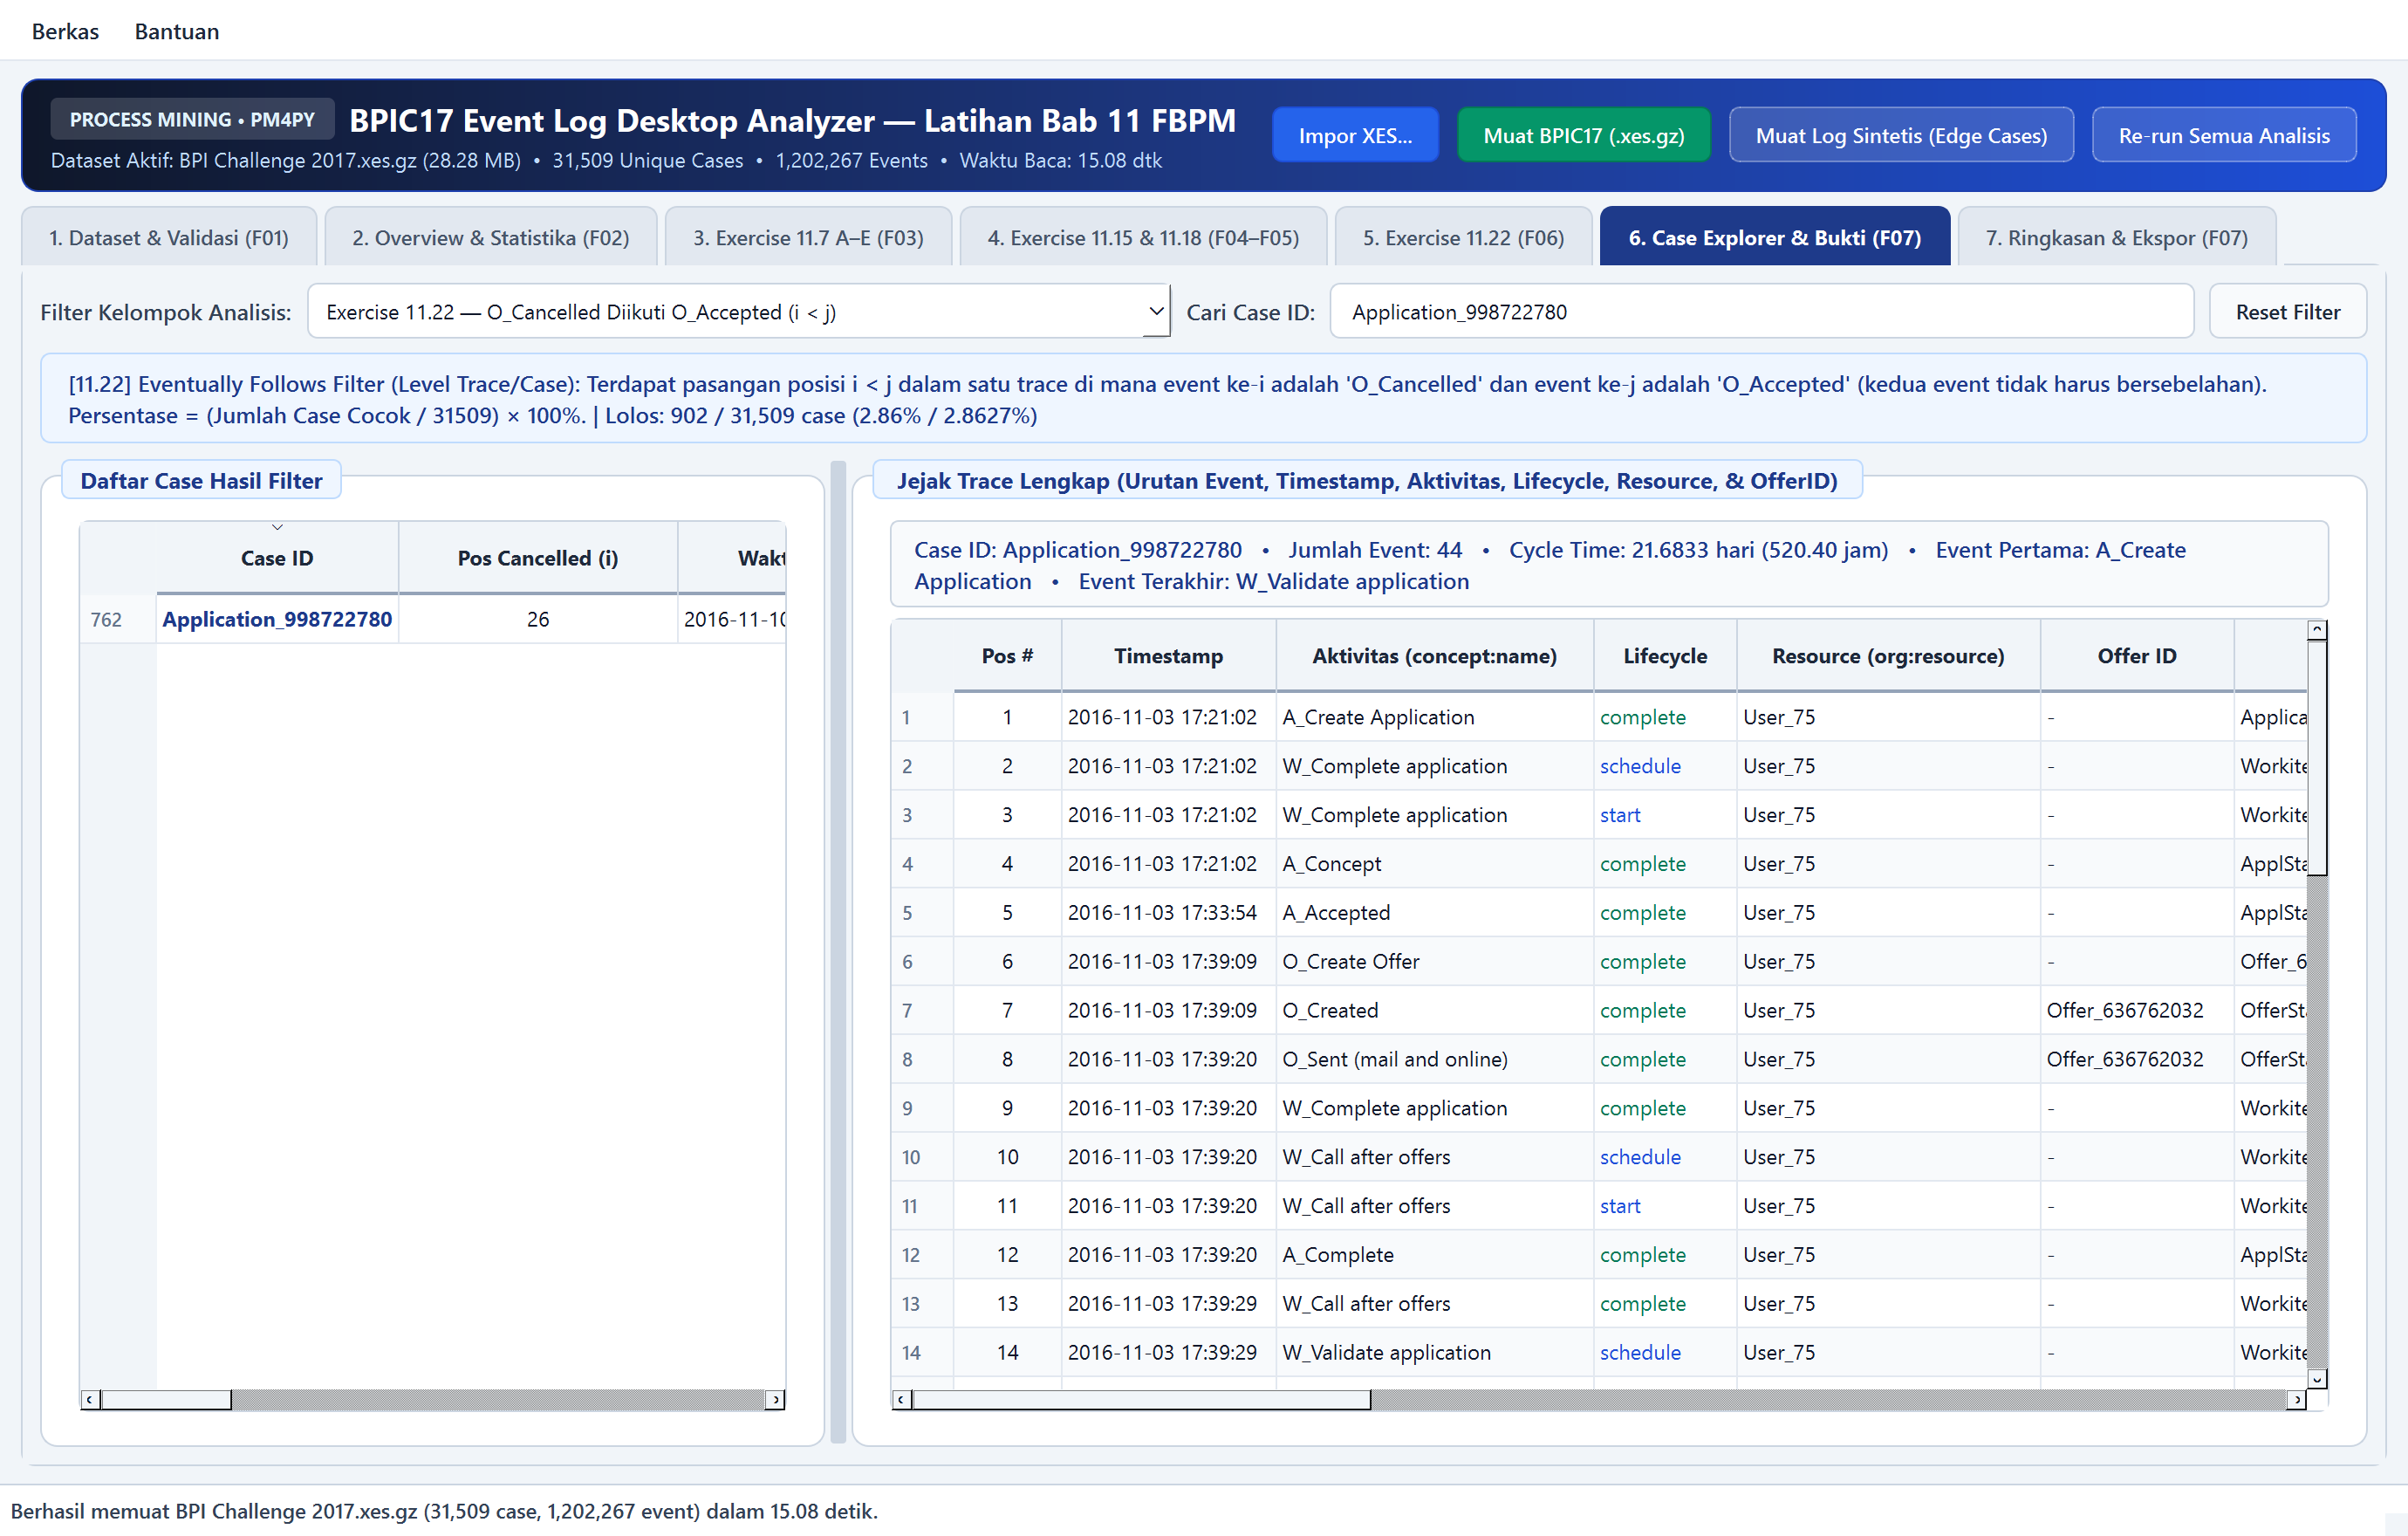 Berkas Bantuan
PROCESS MINING • PM4PY BPIC17 Event Log Desktop Analyzer — Latihan Bab 11 FBPM
Dataset Aktif: BPI Challenge 2017.xes.gz (28.28 MB) • 31,509 Unique Cases • 1,202,267 Events • Waktu Baca: 15.08 dtk
Impor XES... Muat BPIC17 (.xes.gz) Muat Log Sintetis (Edge Cases) Re-run Semua Analisis
1. Dataset & Validasi (F01) 2. Overview & Statistika (F02) 3. Exercise 11.7 A–E (F03) 4. Exercise 11.15 & 11.18 (F04–F05) 5. Exercise 11.22 (F06) 6. Case Explorer & Bukti (F07) 7. Ringkasan & Ekspor (F07)
Filter Kelompok Analisis: Exercise 11.22 — O_Cancelled Diikuti O_Accepted (i < j) Cari Case ID: Application_998722780 Reset Filter
[11.22] Eventually Follows Filter (Level Trace/Case): Terdapat pasangan posisi i < j dalam satu trace di mana event ke-i adalah 'O_Cancelled' dan event ke-j adalah 'O_Accepted' (kedua event tidak harus bersebelahan).
Persentase = (Jumlah Case Cocok / 31509) × 100%. | Lolos: 902 / 31,509 case (2.86% / 2.8627%)
Daftar Case Hasil Filter
Case ID Pos Cancelled (i) Wakt
762 Application_998722780 26 2016-11-10
Jejak Trace Lengkap (Urutan Event, Timestamp, Aktivitas, Lifecycle, Resource, & OfferID)
Case ID: Application_998722780 • Jumlah Event: 44 • Cycle Time: 21.6833 hari (520.40 jam) • Event Pertama: A_Create
Application • Event Terakhir: W_Validate application
Pos # Timestamp Aktivitas (concept:name) Lifecycle Resource (org:resource) Offer ID
1 1 2016-11-03 17:21:02 A_Create Application complete User_75 - Applica
2 2 2016-11-03 17:21:02 W_Complete application schedule User_75 - Workite
3 3 2016-11-03 17:21:02 W_Complete application start User_75 - Workite
4 4 2016-11-03 17:21:02 A_Concept complete User_75 - ApplSta
5 5 2016-11-03 17:33:54 A_Accepted complete User_75 - ApplSta
6 6 2016-11-03 17:39:09 O_Create Offer complete User_75 - Offer_6
7 7 2016-11-03 17:39:09 O_Created complete User_75 Offer_636762032 OfferSt
8 8 2016-11-03 17:39:20 O_Sent (mail and online) complete User_75 Offer_636762032 OfferSt
9 9 2016-11-03 17:39:20 W_Complete application complete User_75 - Workite
10 10 2016-11-03 17:39:20 W_Call after offers schedule User_75 - Workite
11 11 2016-11-03 17:39:20 W_Call after offers start User_75 - Workite
12 12 2016-11-03 17:39:20 A_Complete complete User_75 - ApplSta
13 13 2016-11-03 17:39:29 W_Call after offers complete User_75 - Workite
14 14 2016-11-03 17:39:29 W_Validate application schedule User_75 - Workite
Berhasil memuat BPI Challenge 2017.xes.gz (31,509 case, 1,202,267 event) dalam 15.08 detik.